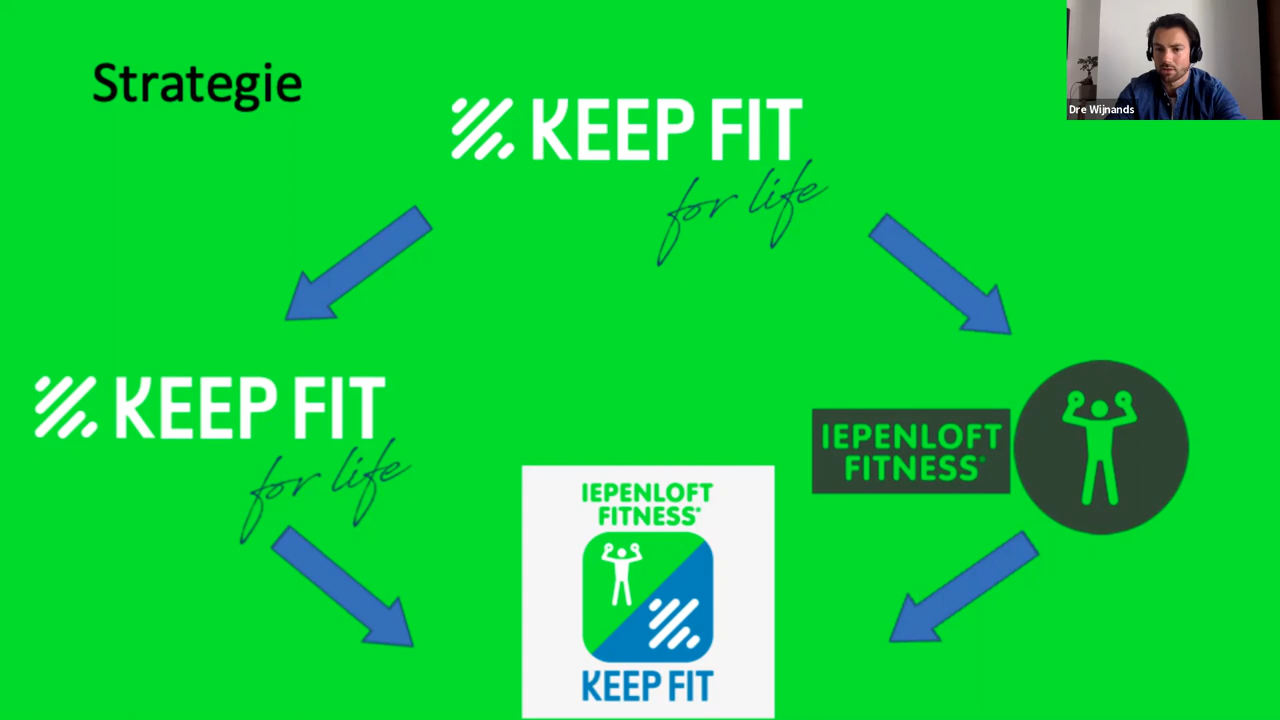 Strategie
Dre Wijnands
KEEP FIT
for life
KEEP FIT
for life
IEPENLOFT
FITNESS
IEPENLOFT
FITNESS
KEEP FIT